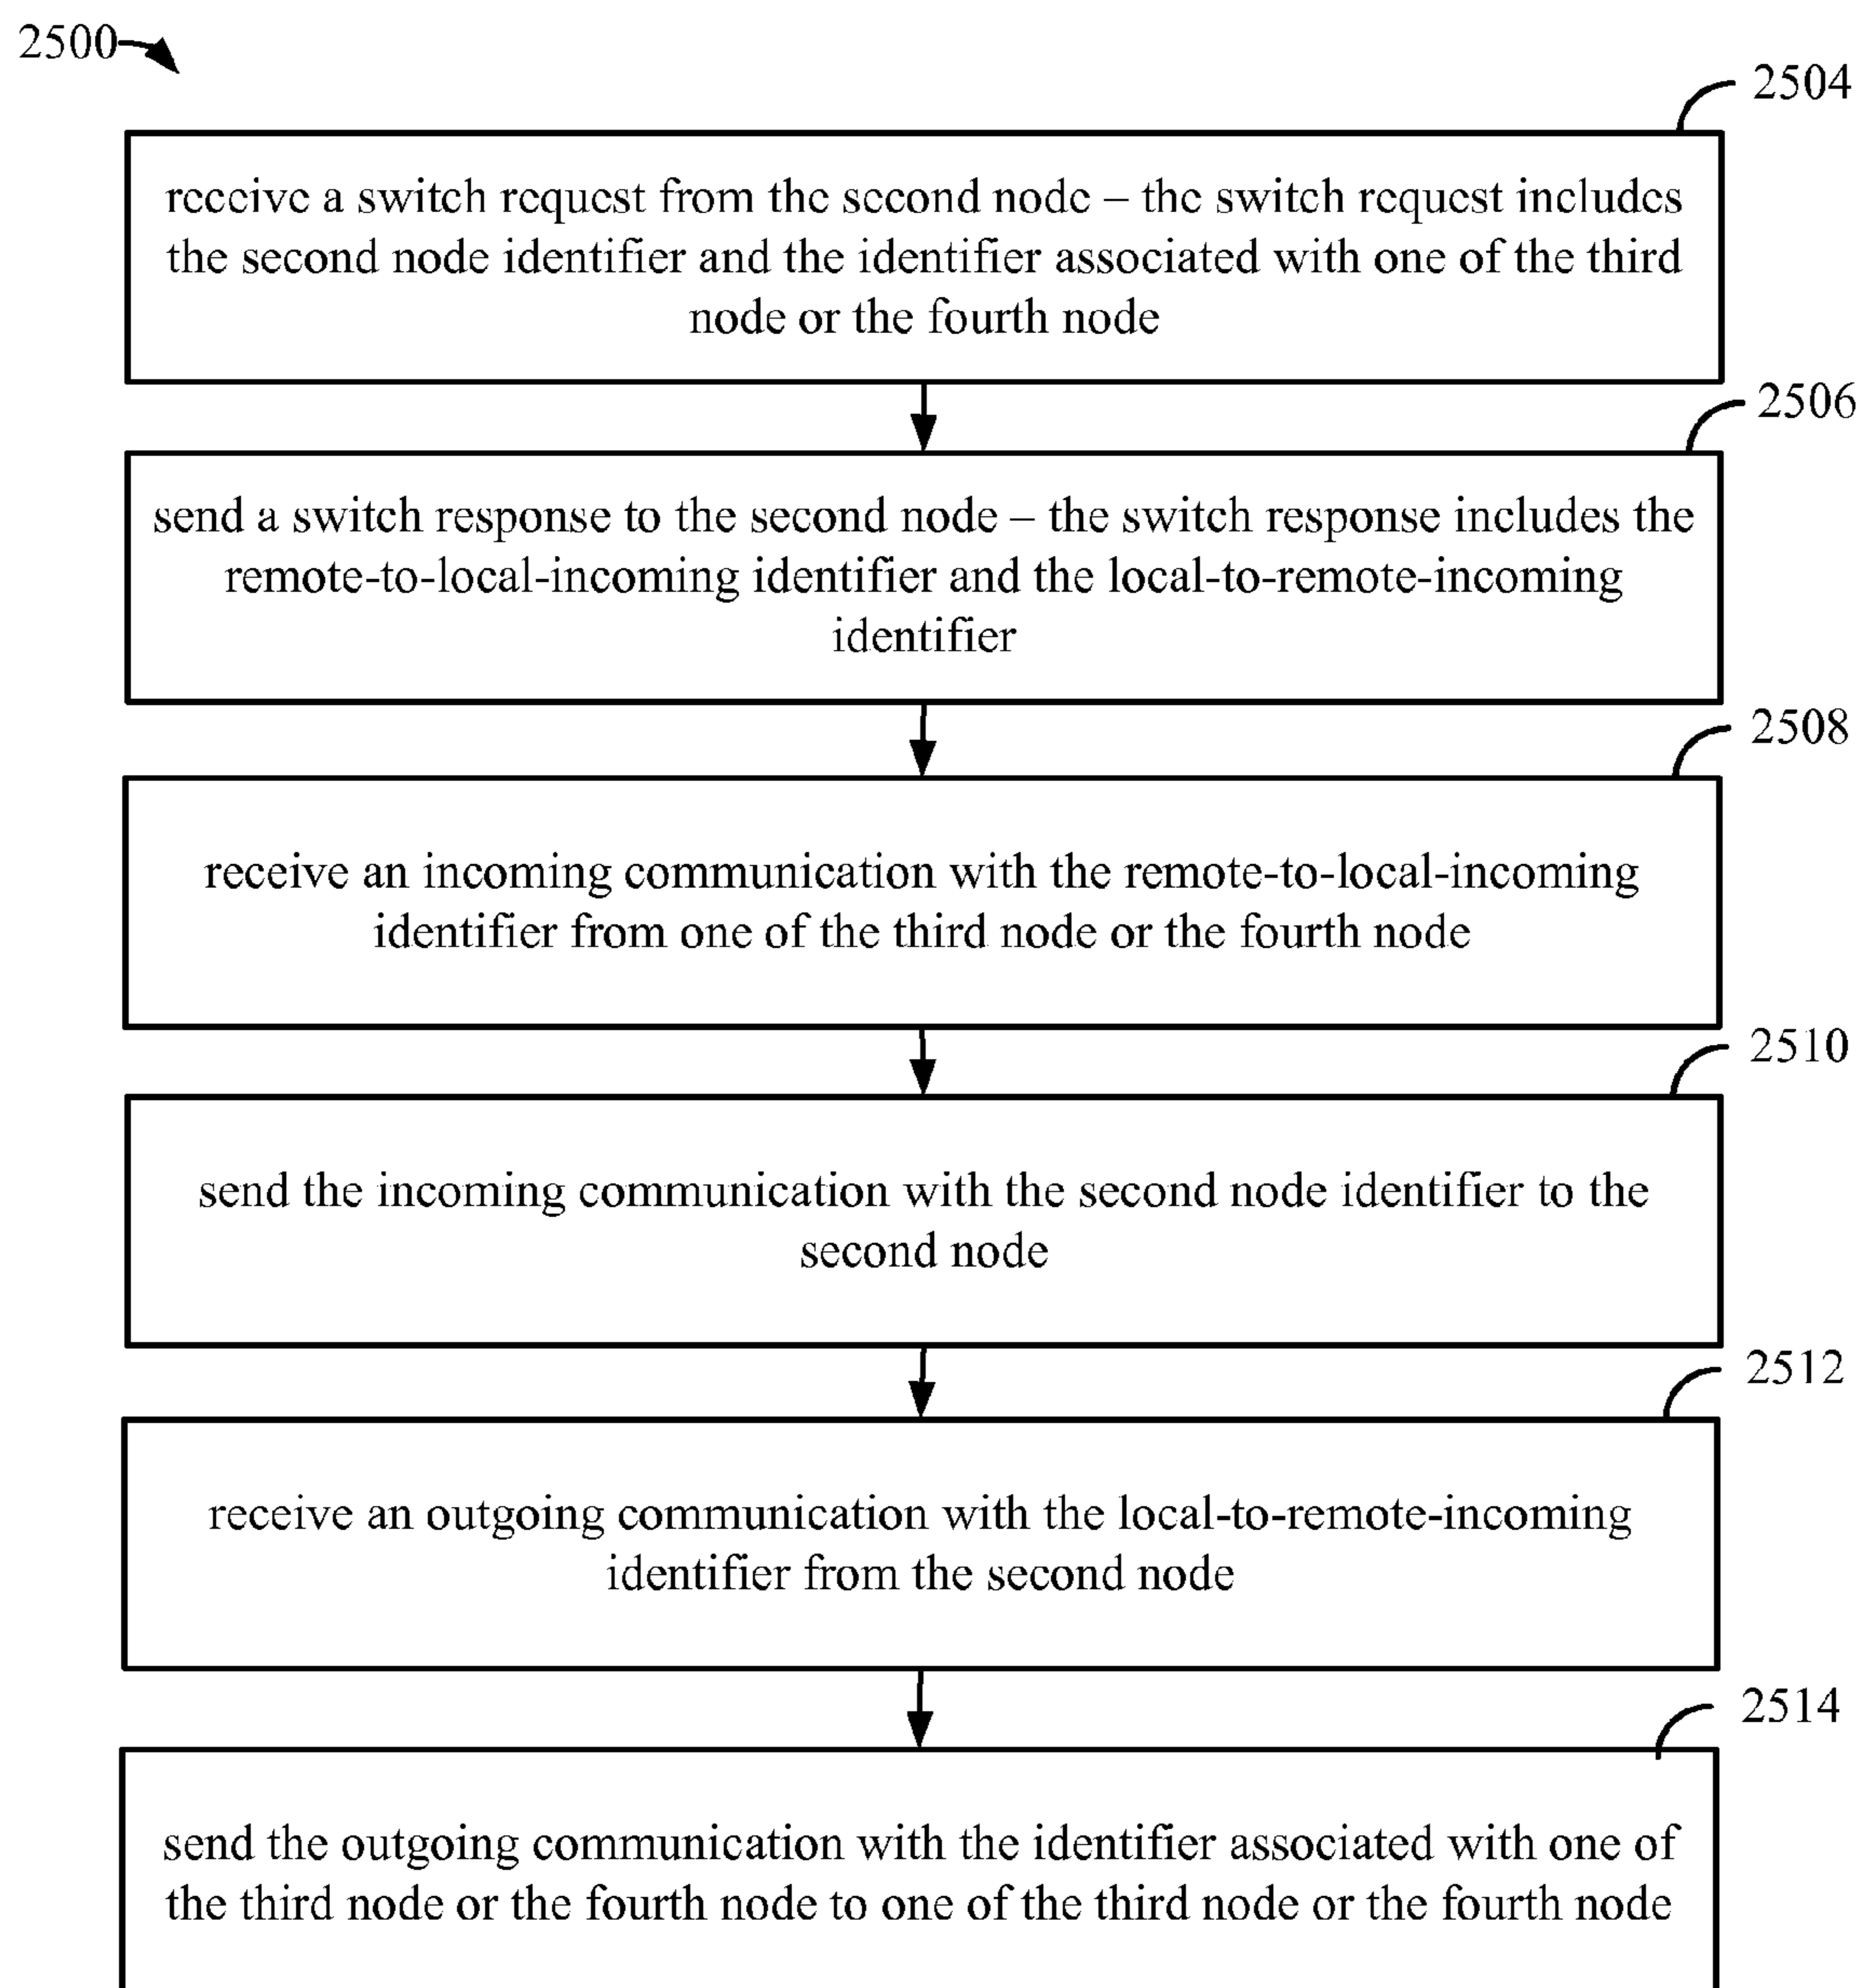 2500
2504
receive a switch request from the second node – the switch request includes
the second node identifier and the identifier associated with one of the third
node or the fourth node
2506
send a switch response to the second node – the switch response includes the
remote-to-local-incoming identifier and the local-to-remote-incoming
identifier
2508
receive an incoming communication with the remote-to-local-incoming
identifier from one of the third node or the fourth node
2510
send the incoming communication with the second node identifier to the
second node
2512
receive an outgoing communication with the local-to-remote-incoming
identifier from the second node
2514
send the outgoing communication with the identifier associated with one of
the third node or the fourth node to one of the third node or the fourth node